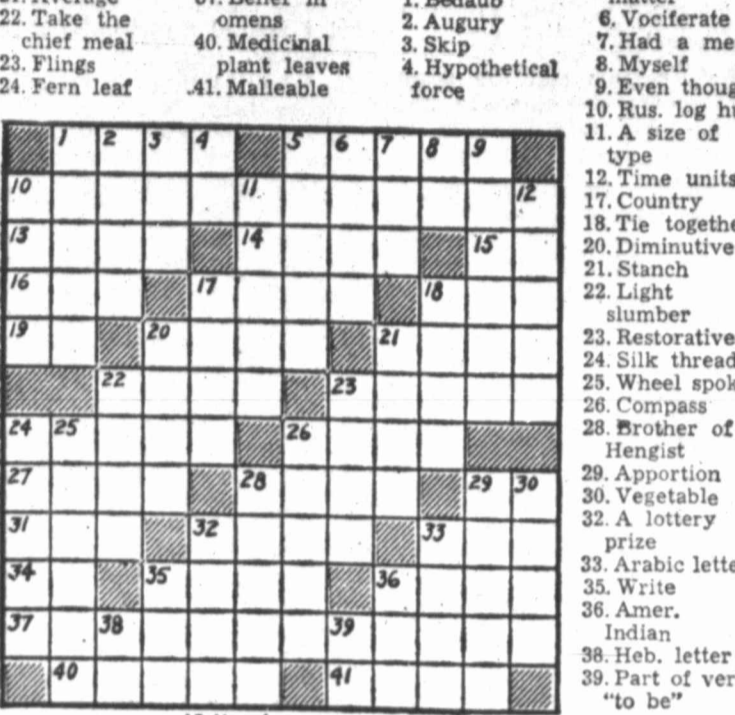 22. Take the
chief meal
23. Flings
24. Fern leaf
omens
40. Medicinal
plant leaves
41. Malleable
1. Bedaub
2. Augury
3. Skip
4. Hypothetical
force
6. Vociferate
7. Had a me
8. Myself
9. Even thoug
10. Rus. log hu
11. A size of
type
12. Time units
17. Country
18. Tie togethe
20. Diminutive
21. Stanch
22. Light
slumber
23. Restorative
24. Silk thread
25. Wheel spok
26. Compass
28. Brother of
Hengist
29. Apportion
30. Vegetable
32. A lottery
prize
33. Arabic lette
35. Write
36. Amer.
Indian
38. Heb. letter
39. Part of ver
"to be"
1 2 3 4 5 6 7 8 9
10 11 12
13 14 15
16 17 18
19 20 21
22 23
24 25 26
27 28 29 30
31 32 33
34 35 36
37 38 39
40 41